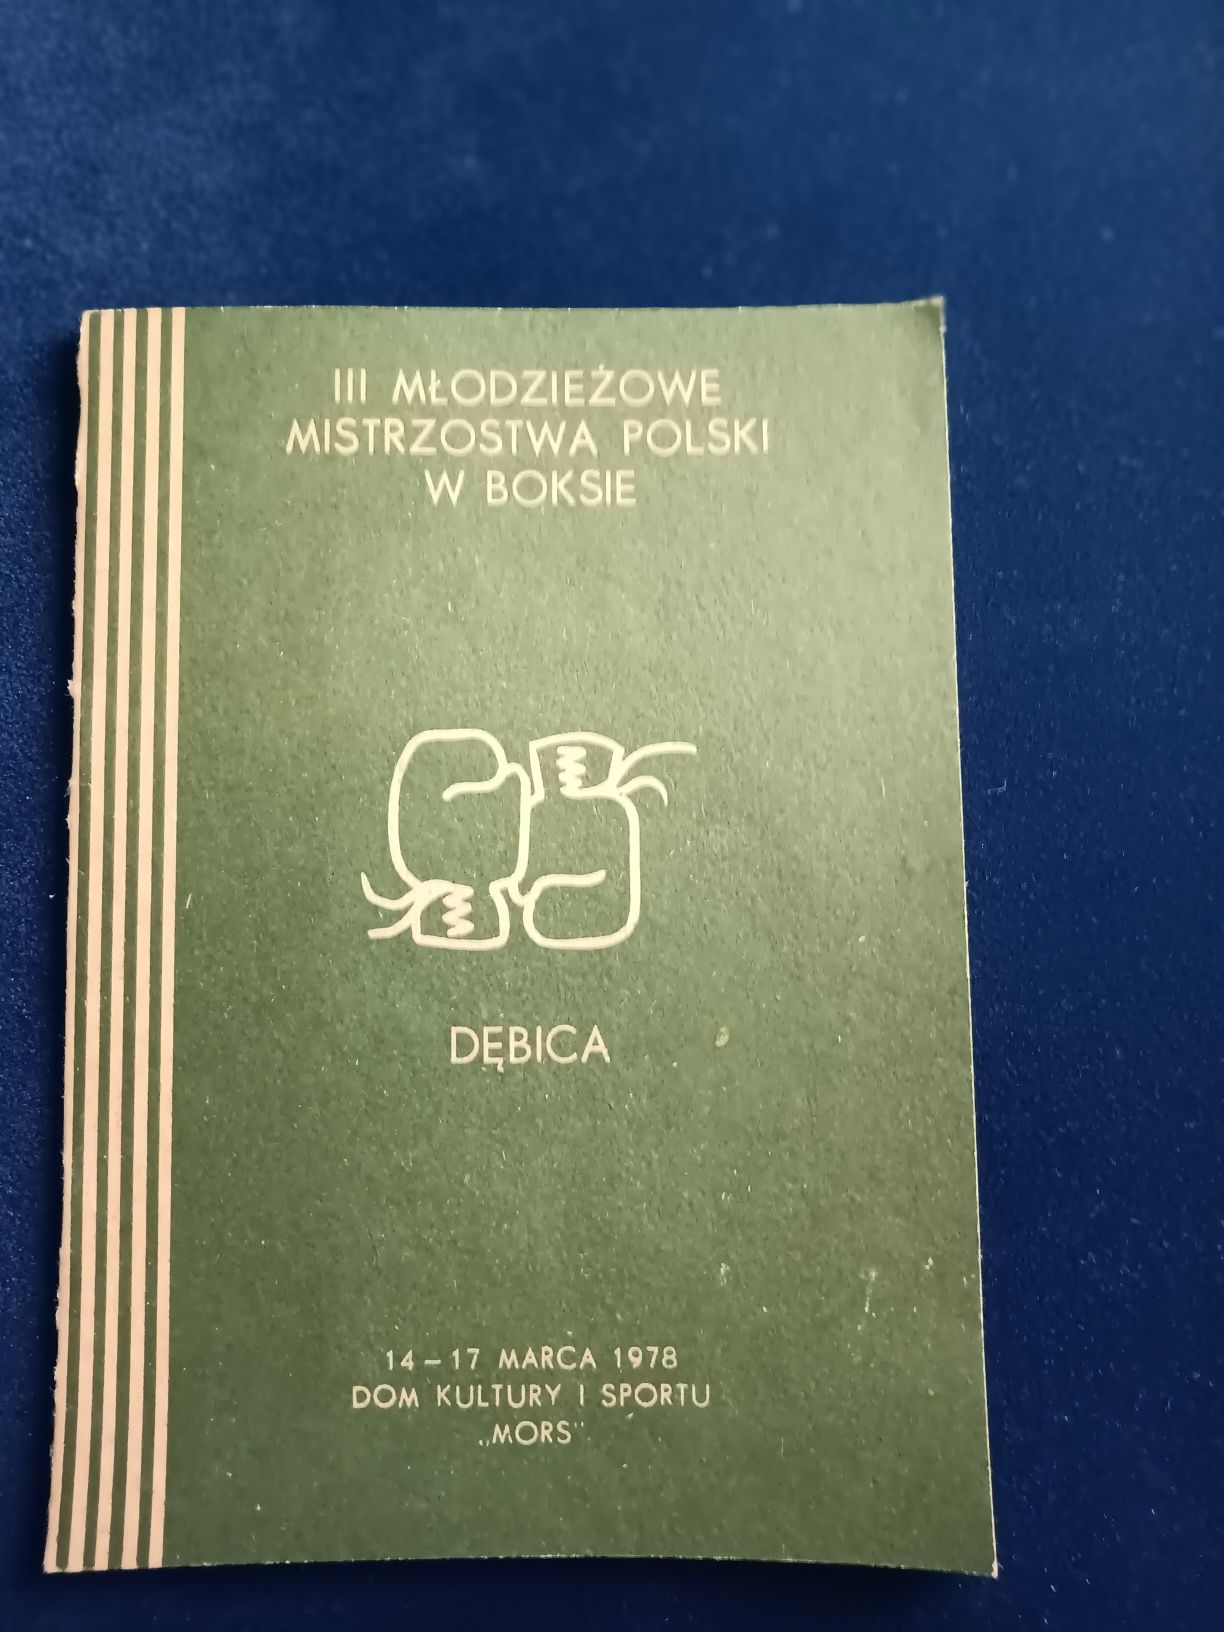 III MŁODZIEŻOWE
MISTRZOSTWA POLSKI
W BOKSIE
DĘBICA
14 – 17 MARCA 1978
DOM KULTURY I SPORTU
„MORS"